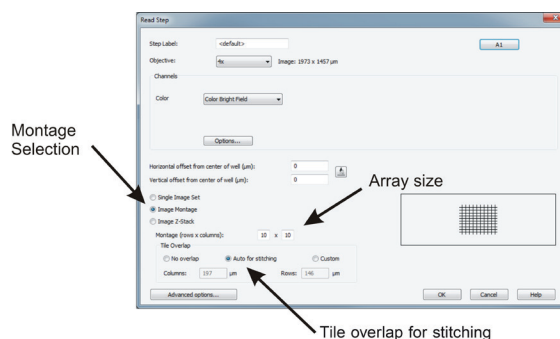 Read Step
Step Label: <default> A1
Objective: 4x Image: 1973 x 1457 µm
Channels
Color Color Bright Field
Options...
Montage
Selection
Horizontal offset from center of well (µm): 0
Vertical offset from center of well (µm): 0
Array size
Single Image Set
Image Montage
Image Z-Stack
Montage (rows x columns): 10 x 10
Tile Overlap
No overlap Auto for stitching Custom
Columns: 197 µm Rows: 146 µm
Advanced options... OK Cancel Help
Tile overlap for stitching